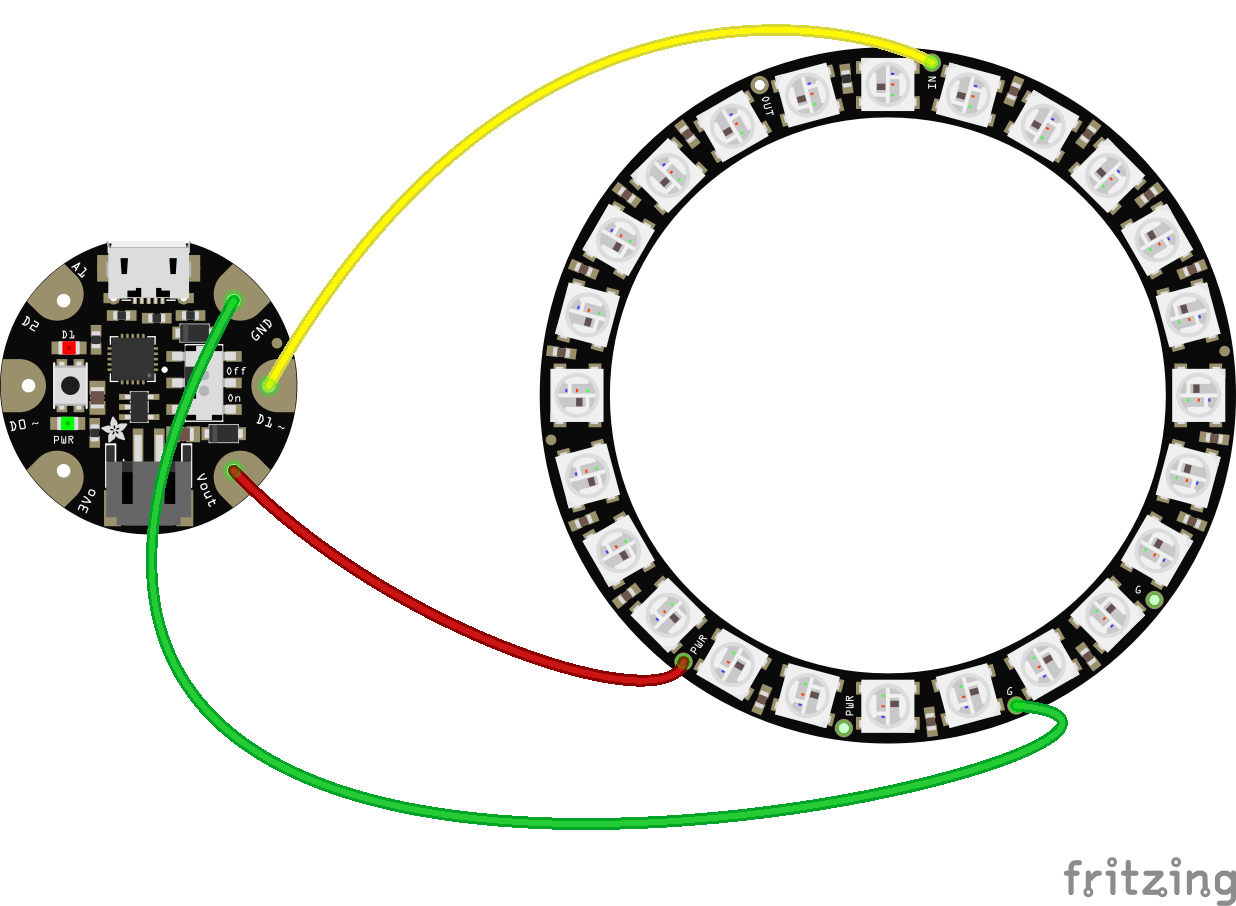 A1
D2
D1
GND
Off
On
D0 ~
PWR
D1 ~
3Vo
Vout
OUT
IN
PWR
PWR
G
G
fritzing